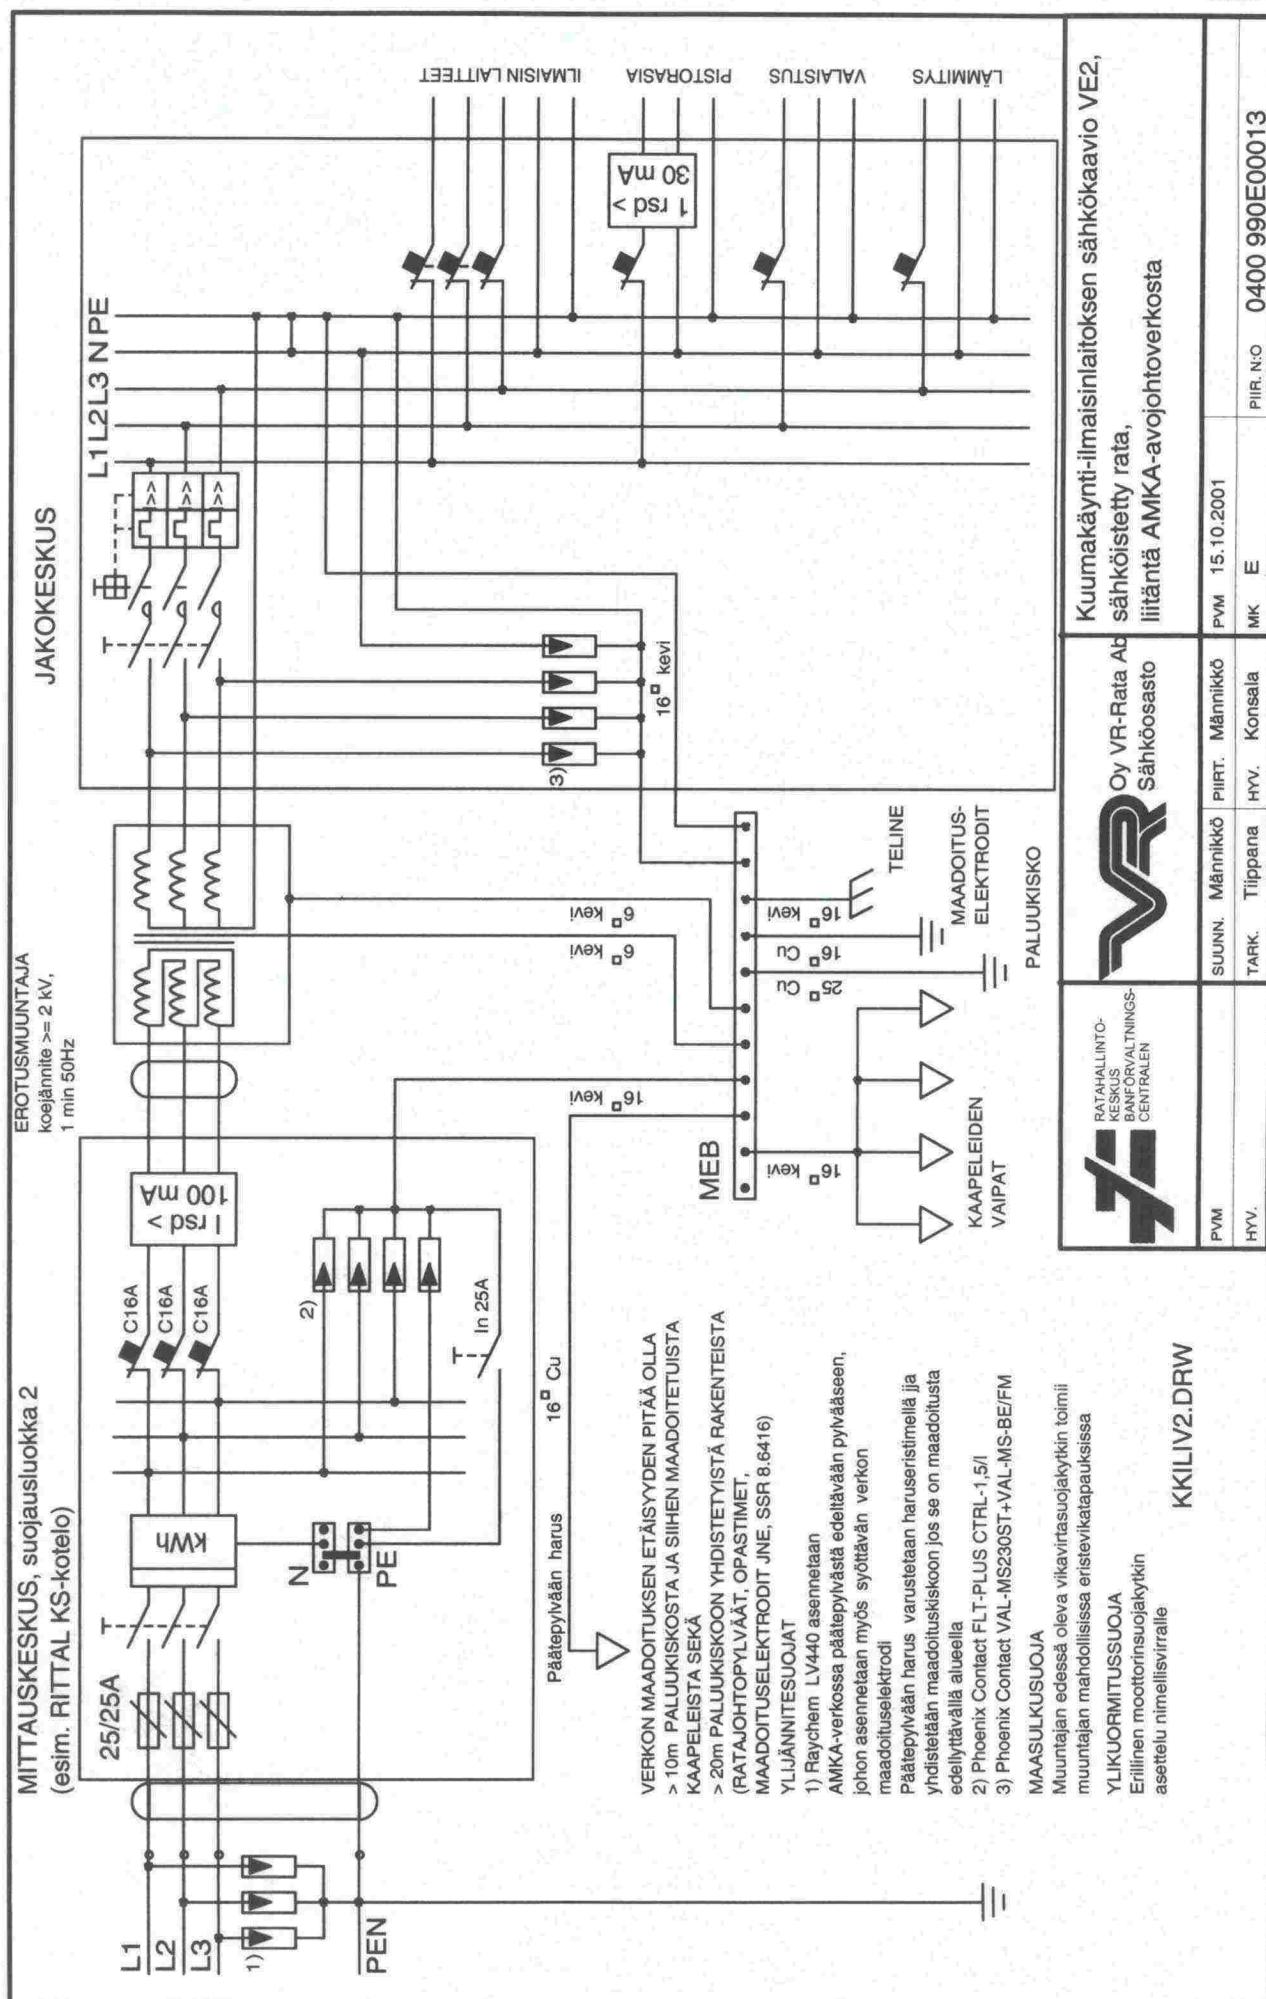 MITTAUSKESKUS, suojausluokka 2
(esim. RITTAL KS-kotelo)
EROTUSMUUNTAJA
koejännite >= 2 kV,
1 min 50Hz
JAKOKESKUS
L1
L2
L3
PEN
1)
25/25A
kWh
N
PE
C16A
C16A
C16A
I rsd >
100 mA
2)
In 25A
L1 L2 L3 N PE
>>
>>
>>
3)
16 kevi
1 rsd >
30 mA
ILMAISIN LAITTEET
PISTORASIA
VALAISTUS
LÄMMITYS
Päätepylvään harus
16 Cu
16 kevi
6 kevi
6 kevi
MEB
16 kevi
25 Cu
16 Cu
16 kevi
KAAPELEIDEN
VAIPAT
TELINE
MAADOITUS-
ELEKTRODIT
PALUUKISKO
VERKON MAADOITUKSEN ETÄISYYDEN PITÄÄ OLLA
> 10m PALUUKISKOSTA JA SIIHEN MAADOITETUISTA
KAAPELEISTA SEKÄ
> 20m PALUUKISKOON YHDISTETYISTÄ RAKENTEISTA
(RATAJOHTOPYLVÄÄT, OPASTIMET,
MAADOITUSELEKTRODIT JNE, SSR 8.6416)
YLIJÄNNITESUOJAT
1) Raychem LV440 asennetaan
AMKA-verkossa päätepylvästä edeltävään pylvääseen,
johon asennetaan myös syöttävän verkon
maadoituselektrodi
Päätepylvään harus varustetaan haruseristimellä jja
yhdistetään maadoituskiskoon jos se on maadoitusta
edellyttävällä alueella
2) Phoenix Contact FLT-PLUS CTRL-1,5/I
3) Phoenix Contact VAL-MS230ST+VAL-MS-BE/FM
MAASULKUSUOJA
Muuntajan edessä oleva vikavirtasuojakytkin toimii
muuntajan mahdollisissa eristevikatapauksissa
YLIKUORMITUSSUOJA
Erillinen moottorinsuojakytkin
asettelu nimellisvirralle
KKILIV2.DRW
RATAHALLINTO-
KESKUS
BANFÖRVALTNINGS-
CENTRALEN
VR
Oy VR-Rata Ab
Sähköosasto
Kuumakäynti-ilmaisinlaitoksen sähkökaavio VE2,
sähköistetty rata,
liitäntä AMKA-avojohtoverkosta
PVM
HYV.
SUUNN. Männikkö PIIRT. Männikkö PVM 15.10.2001
TARK. Tiippana HYV. Konsala MK E
PIIR. N:O 0400 990E00013